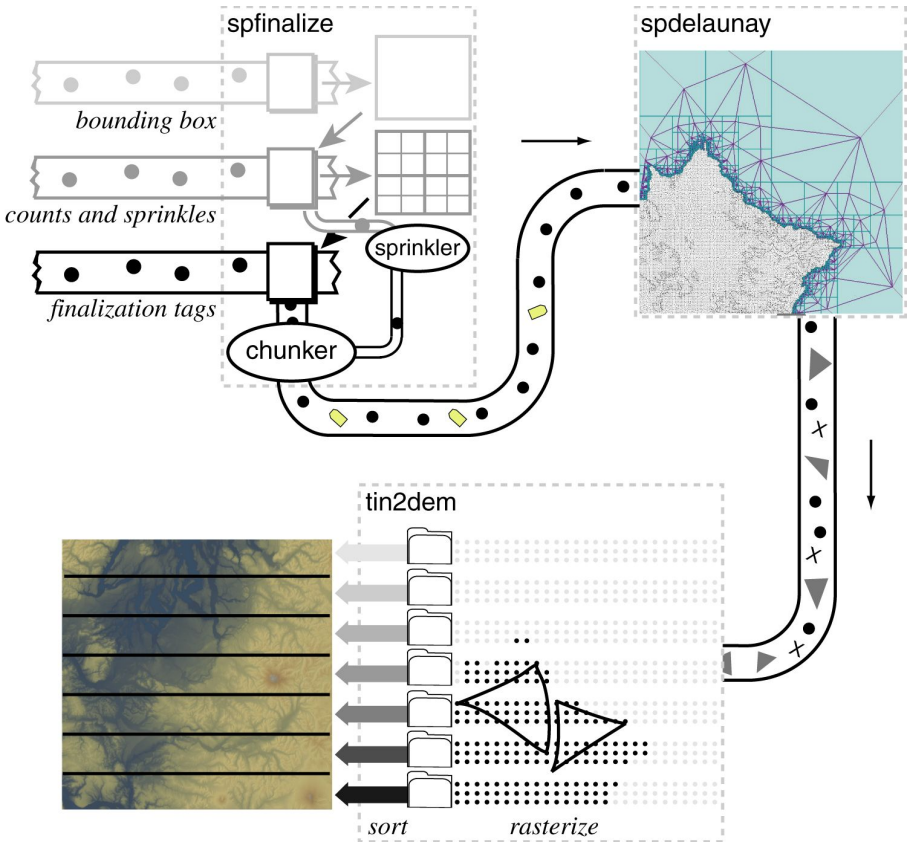 spfinalize
spdelaunay
bounding box
counts and sprinkles
sprinkler
finalization tags
chunker
tin2dem
sort
rasterize